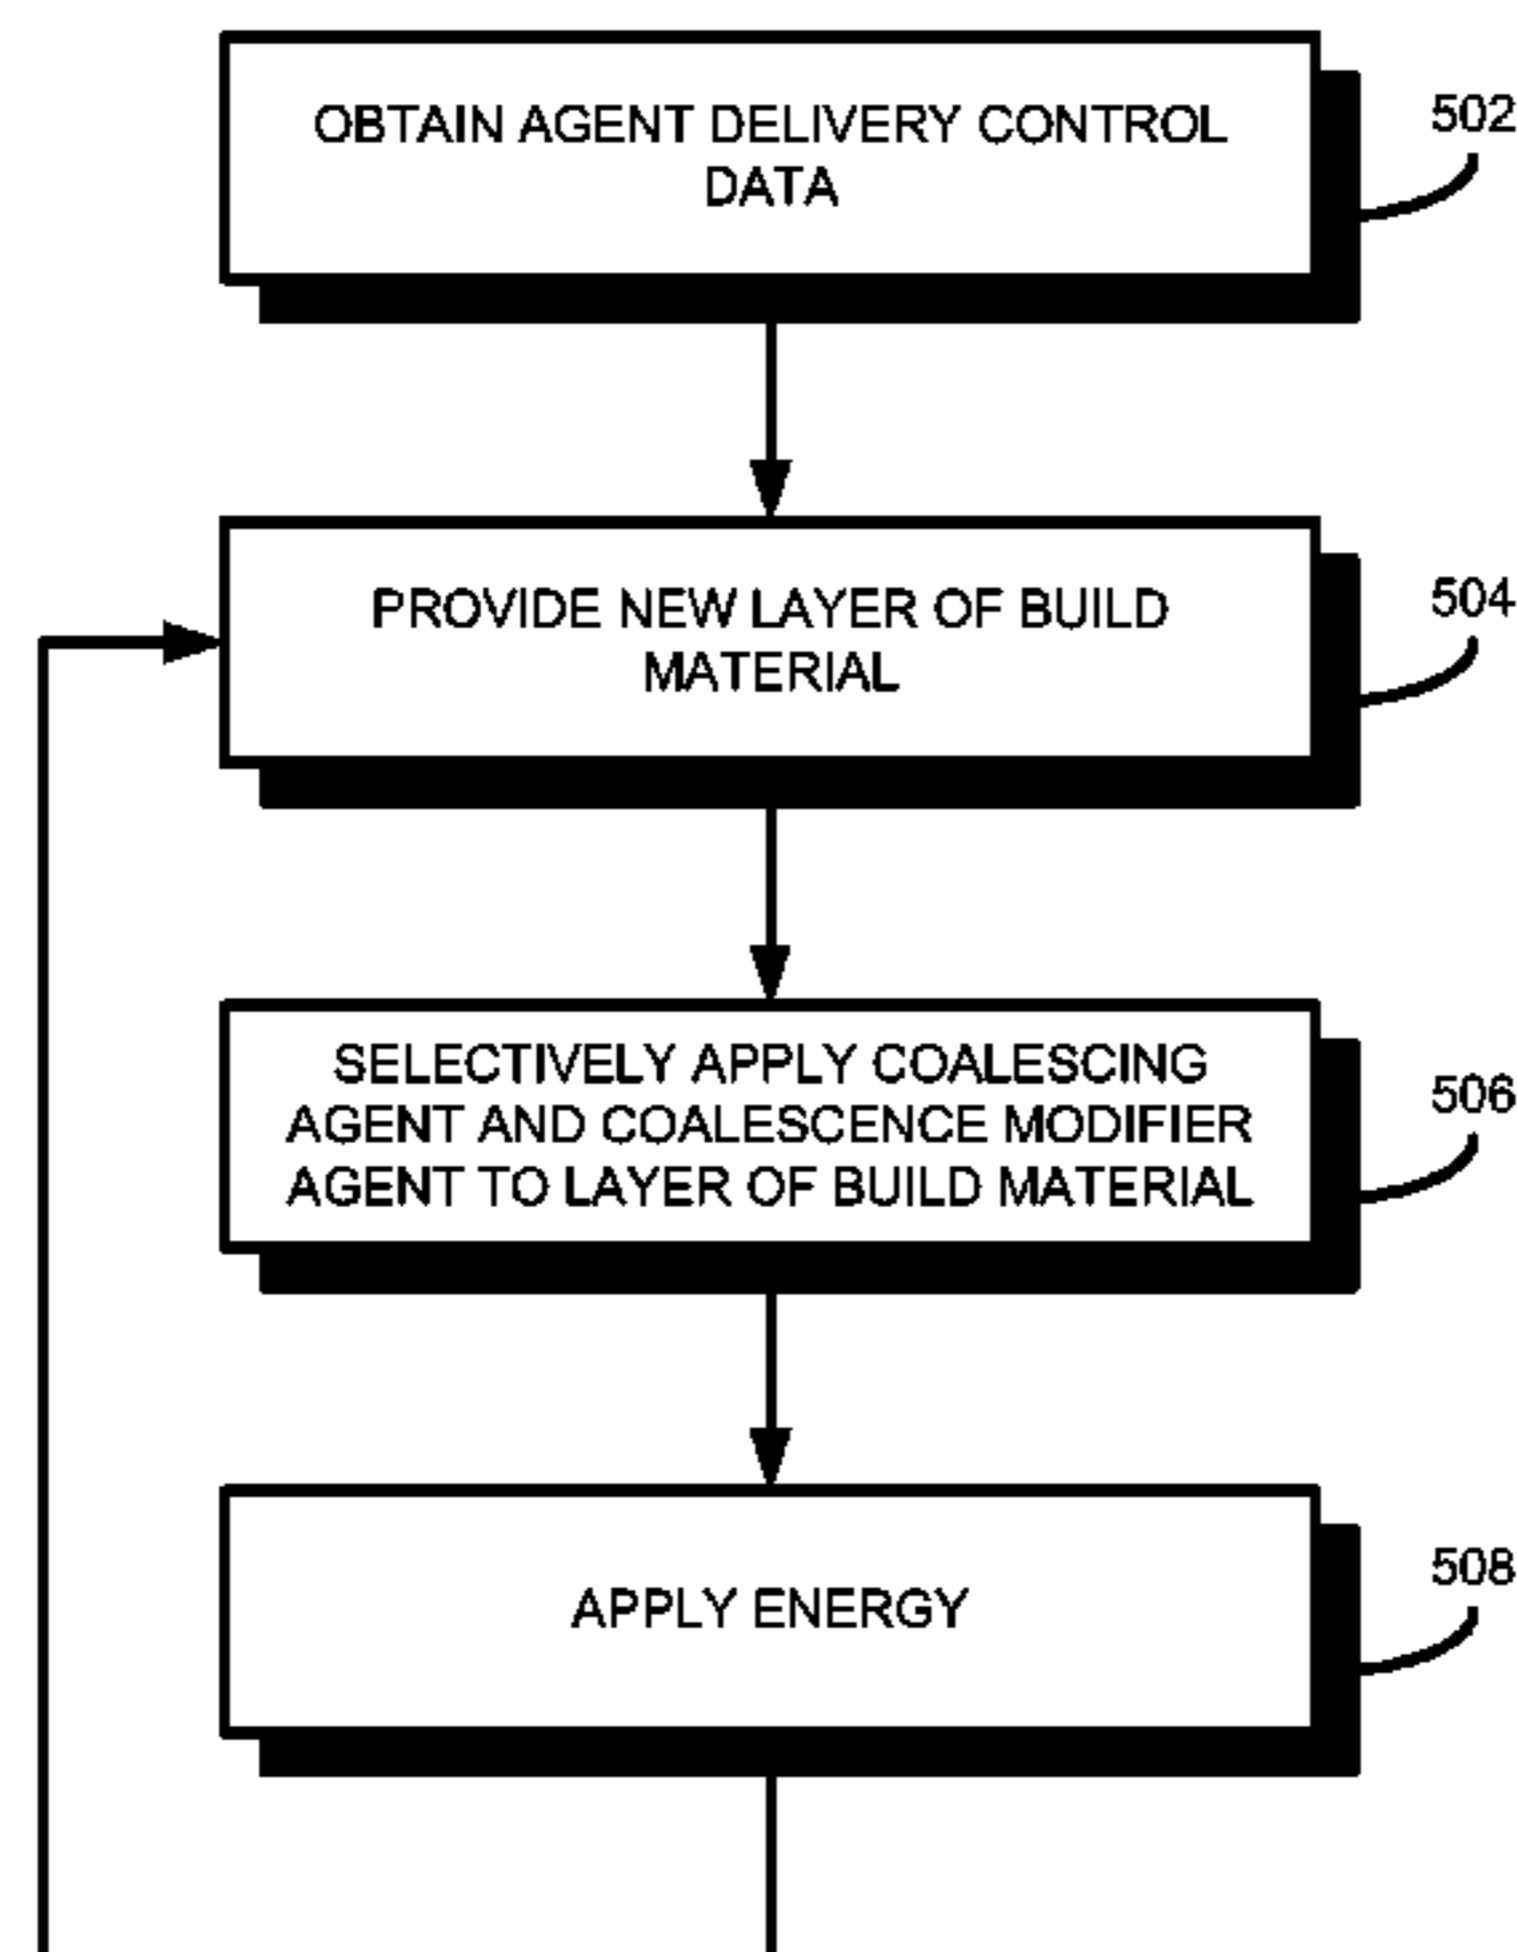 OBTAIN AGENT DELIVERY CONTROL
DATA
502
PROVIDE NEW LAYER OF BUILD
MATERIAL
504
SELECTIVELY APPLY COALESCING
AGENT AND COALESCENCE MODIFIER
AGENT TO LAYER OF BUILD MATERIAL
506
APPLY ENERGY
508